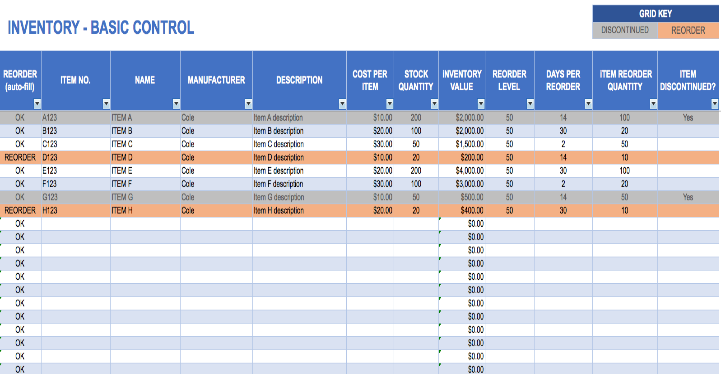 GRID KEY
INVENTORY - BASIC CONTROL
DISCONTINUED REORDER
REORDER (auto-fill) ITEM NO. NAME MANUFACTURER DESCRIPTION COST PER ITEM STOCK QUANTITY INVENTORY VALUE REORDER LEVEL DAYS PER REORDER ITEM REORDER QUANTITY ITEM DISCONTINUED?
OK A123 ITEM A Cole Item A description $10.00 200 $2,000.00 50 14 100 Yes
OK B123 ITEM B Cole Item B description $20.00 100 $2,000.00 50 30 20
OK C123 ITEM C Cole Item C description $30.00 50 $1,500.00 50 2 50
REORDER D123 ITEM D Cole Item D description $10.00 20 $200.00 50 14 10
OK E123 ITEM E Cole Item E description $20.00 200 $4,000.00 50 30 100
OK F123 ITEM F Cole Item F description $30.00 100 $3,000.00 50 2 20
OK G123 ITEM G Cole Item G description $10.00 50 $500.00 50 14 50 Yes
REORDER H123 ITEM H Cole Item H description $20.00 20 $400.00 50 30 10
OK $0.00
OK $0.00
OK $0.00
OK $0.00
OK $0.00
OK $0.00
OK $0.00
OK $0.00
OK $0.00
OK $0.00
OK $0.00
OK $0.00